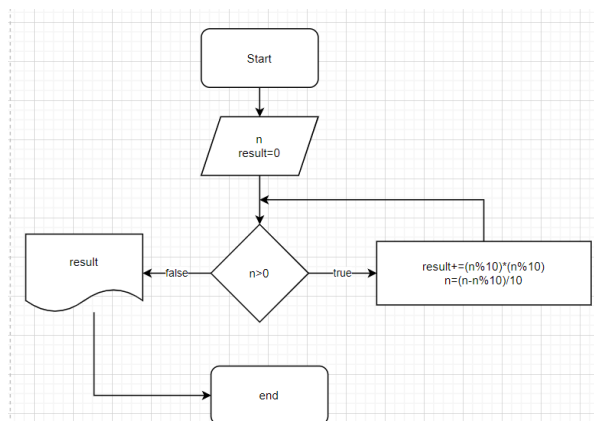 Start
n
result=0
n>0
true
result+=(n%10)*(n%10)
n=(n-n%10)/10
false
result
end